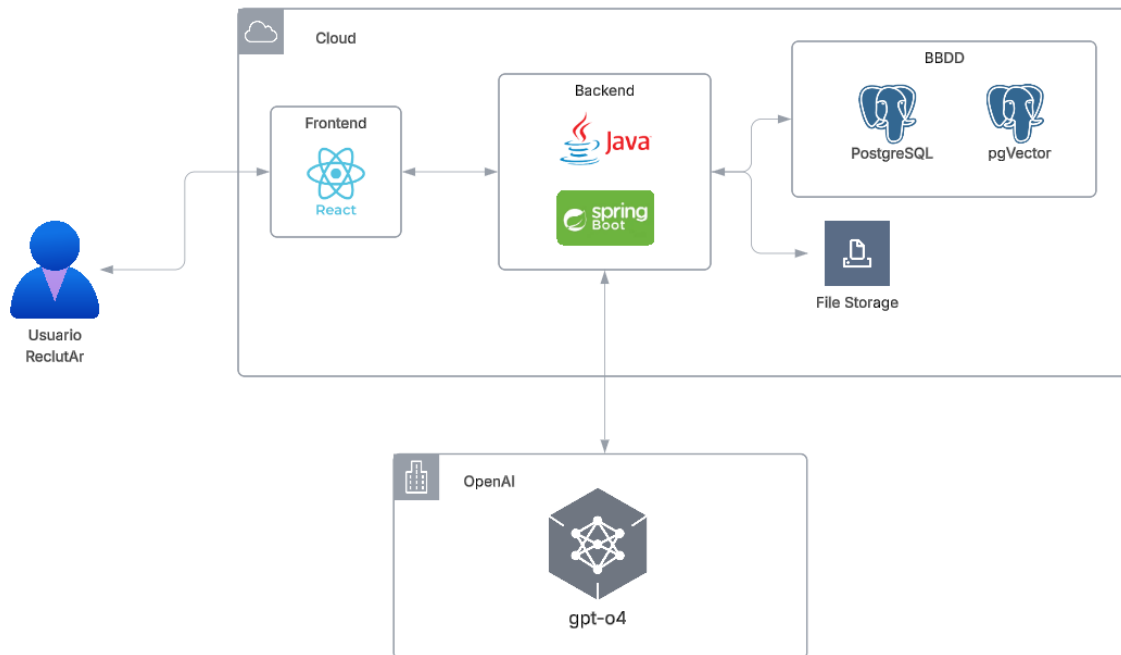 Cloud
BBDD
Backend
Frontend
Java
PostgreSQL
pgVector
React
spring
Boot
File Storage
Usuario
ReclutAr
OpenAI
gpt-o4